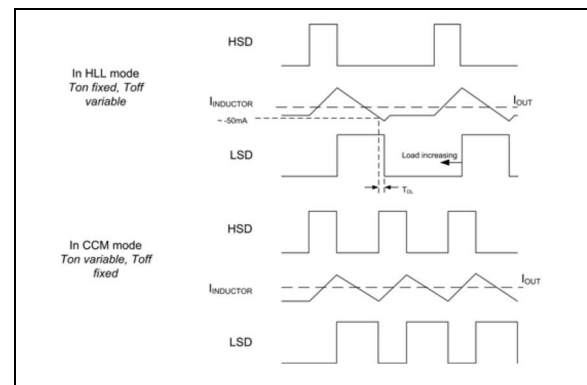 HSD
In HLL mode
Ton fixed, Toff
variable
IINDUCTOR
IOUT
~ -50mA
LSD
Load increasing
TDL
HSD
In CCM mode
Ton variable, Toff
fixed
IINDUCTOR
IOUT
LSD